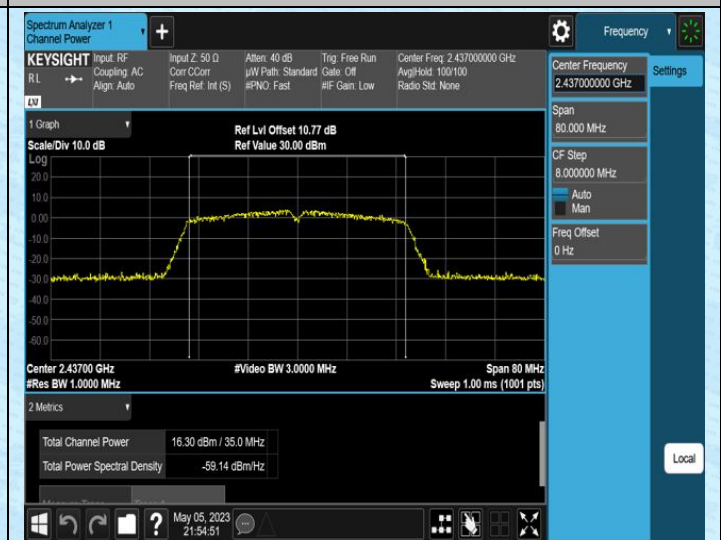 Spectrum Analyzer 1
Channel Power
+
Frequency
KEYSIGHT
RL
LXI
Input: RF
Coupling: AC
Align: Auto
Input Z: 50 Ω
Corr CCorr
Freq Ref: Int (S)
Atten: 40 dB
µW Path: Standard
#PNO: Fast
Trig: Free Run
Gate: Off
#IF Gain: Low
Center Freq: 2.437000000 GHz
Avg|Hold: 100/100
Radio Std: None
1 Graph
Scale/Div 10.0 dB
Ref Lvl Offset 10.77 dB
Ref Value 30.00 dBm
Log
20.0
10.0
0.00
-10.0
-20.0
-30.0
-40.0
-50.0
-60.0
Center 2.43700 GHz
#Res BW 1.0000 MHz
#Video BW 3.0000 MHz
Span 80 MHz
Sweep 1.00 ms (1001 pts)
2 Metrics
Total Channel Power 16.30 dBm / 35.0 MHz
Total Power Spectral Density -59.14 dBm/Hz
Center Frequency
2.437000000 GHz
Settings
Span
80.000 MHz
CF Step
8.000000 MHz
Auto
Man
Freq Offset
0 Hz
Local
?
May 05, 2023
21:54:51